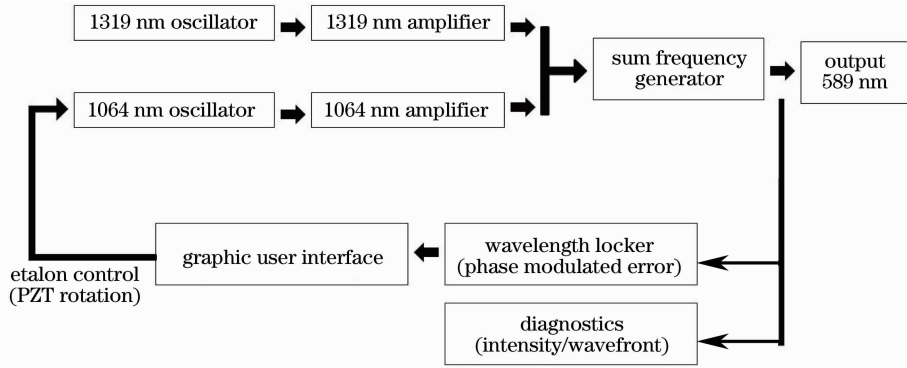 1319 nm oscillator
1319 nm amplifier
sum frequency
generator
output
589 nm
1064 nm oscillator
1064 nm amplifier
graphic user interface
wavelength locker
(phase modulated error)
etalon control
(PZT rotation)
diagnostics
(intensity/wavefront)